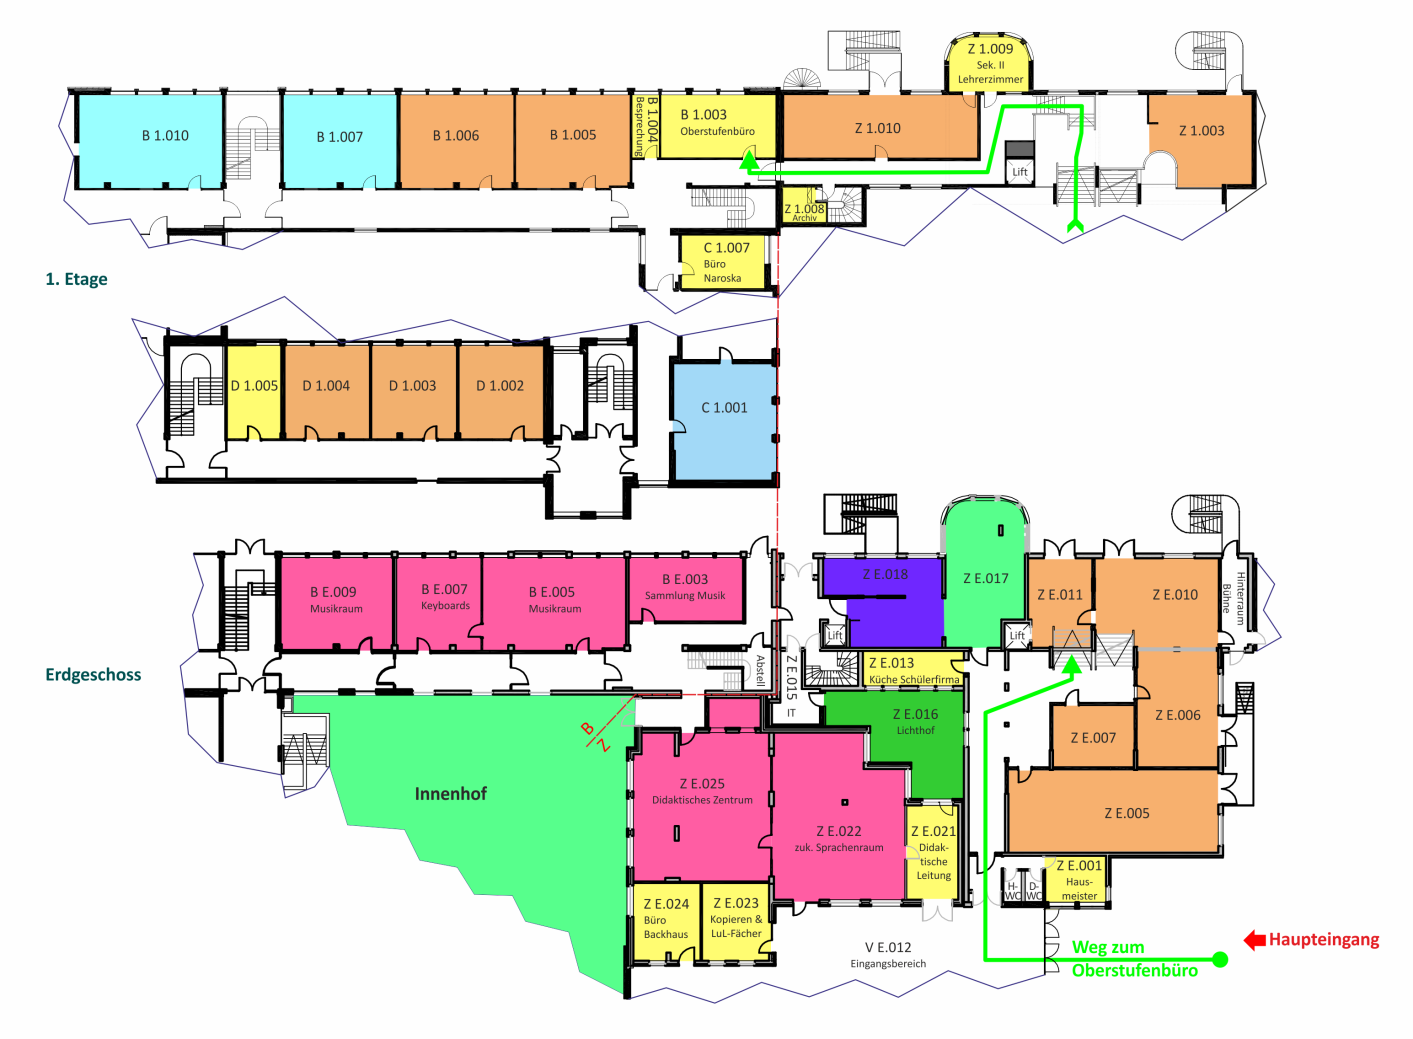 Z 1.009
Sek. II
Lehrerzimmer
B 1.010
B 1.007
B 1.006
B 1.005
B 1.004
Besprechung
B 1.003
Oberstufenbüro
Z 1.010
Z 1.003
Lift
Z 1.008
Archiv
C 1.007
Büro
Naroska
1. Etage
D 1.005
D 1.004
D 1.003
D 1.002
C 1.001
B E.009
Musikraum
B E.007
Keyboards
B E.005
Musikraum
B E.003
Sammlung Musik
Z E.018
Z E.017
Z E.011
Z E.010
Hinterraum
Bühne
Lift
Lift
Erdgeschoss
Abstell
Z E.015
IT
Z E.013
Küche Schülerfirma
Z E.016
Lichthof
Z E.006
Z E.007
B
Z
Innenhof
Z E.025
Didaktisches Zentrum
Z E.022
zuk. Sprachenraum
Z E.021
Didak-
tische
Leitung
Z E.005
H-
WC
D-
WC
Z E.001
Haus-
meister
Z E.024
Büro
Backhaus
Z E.023
Kopieren &
LuL-Fächer
V E.012
Eingangsbereich
Weg zum
Oberstufenbüro
Haupteingang